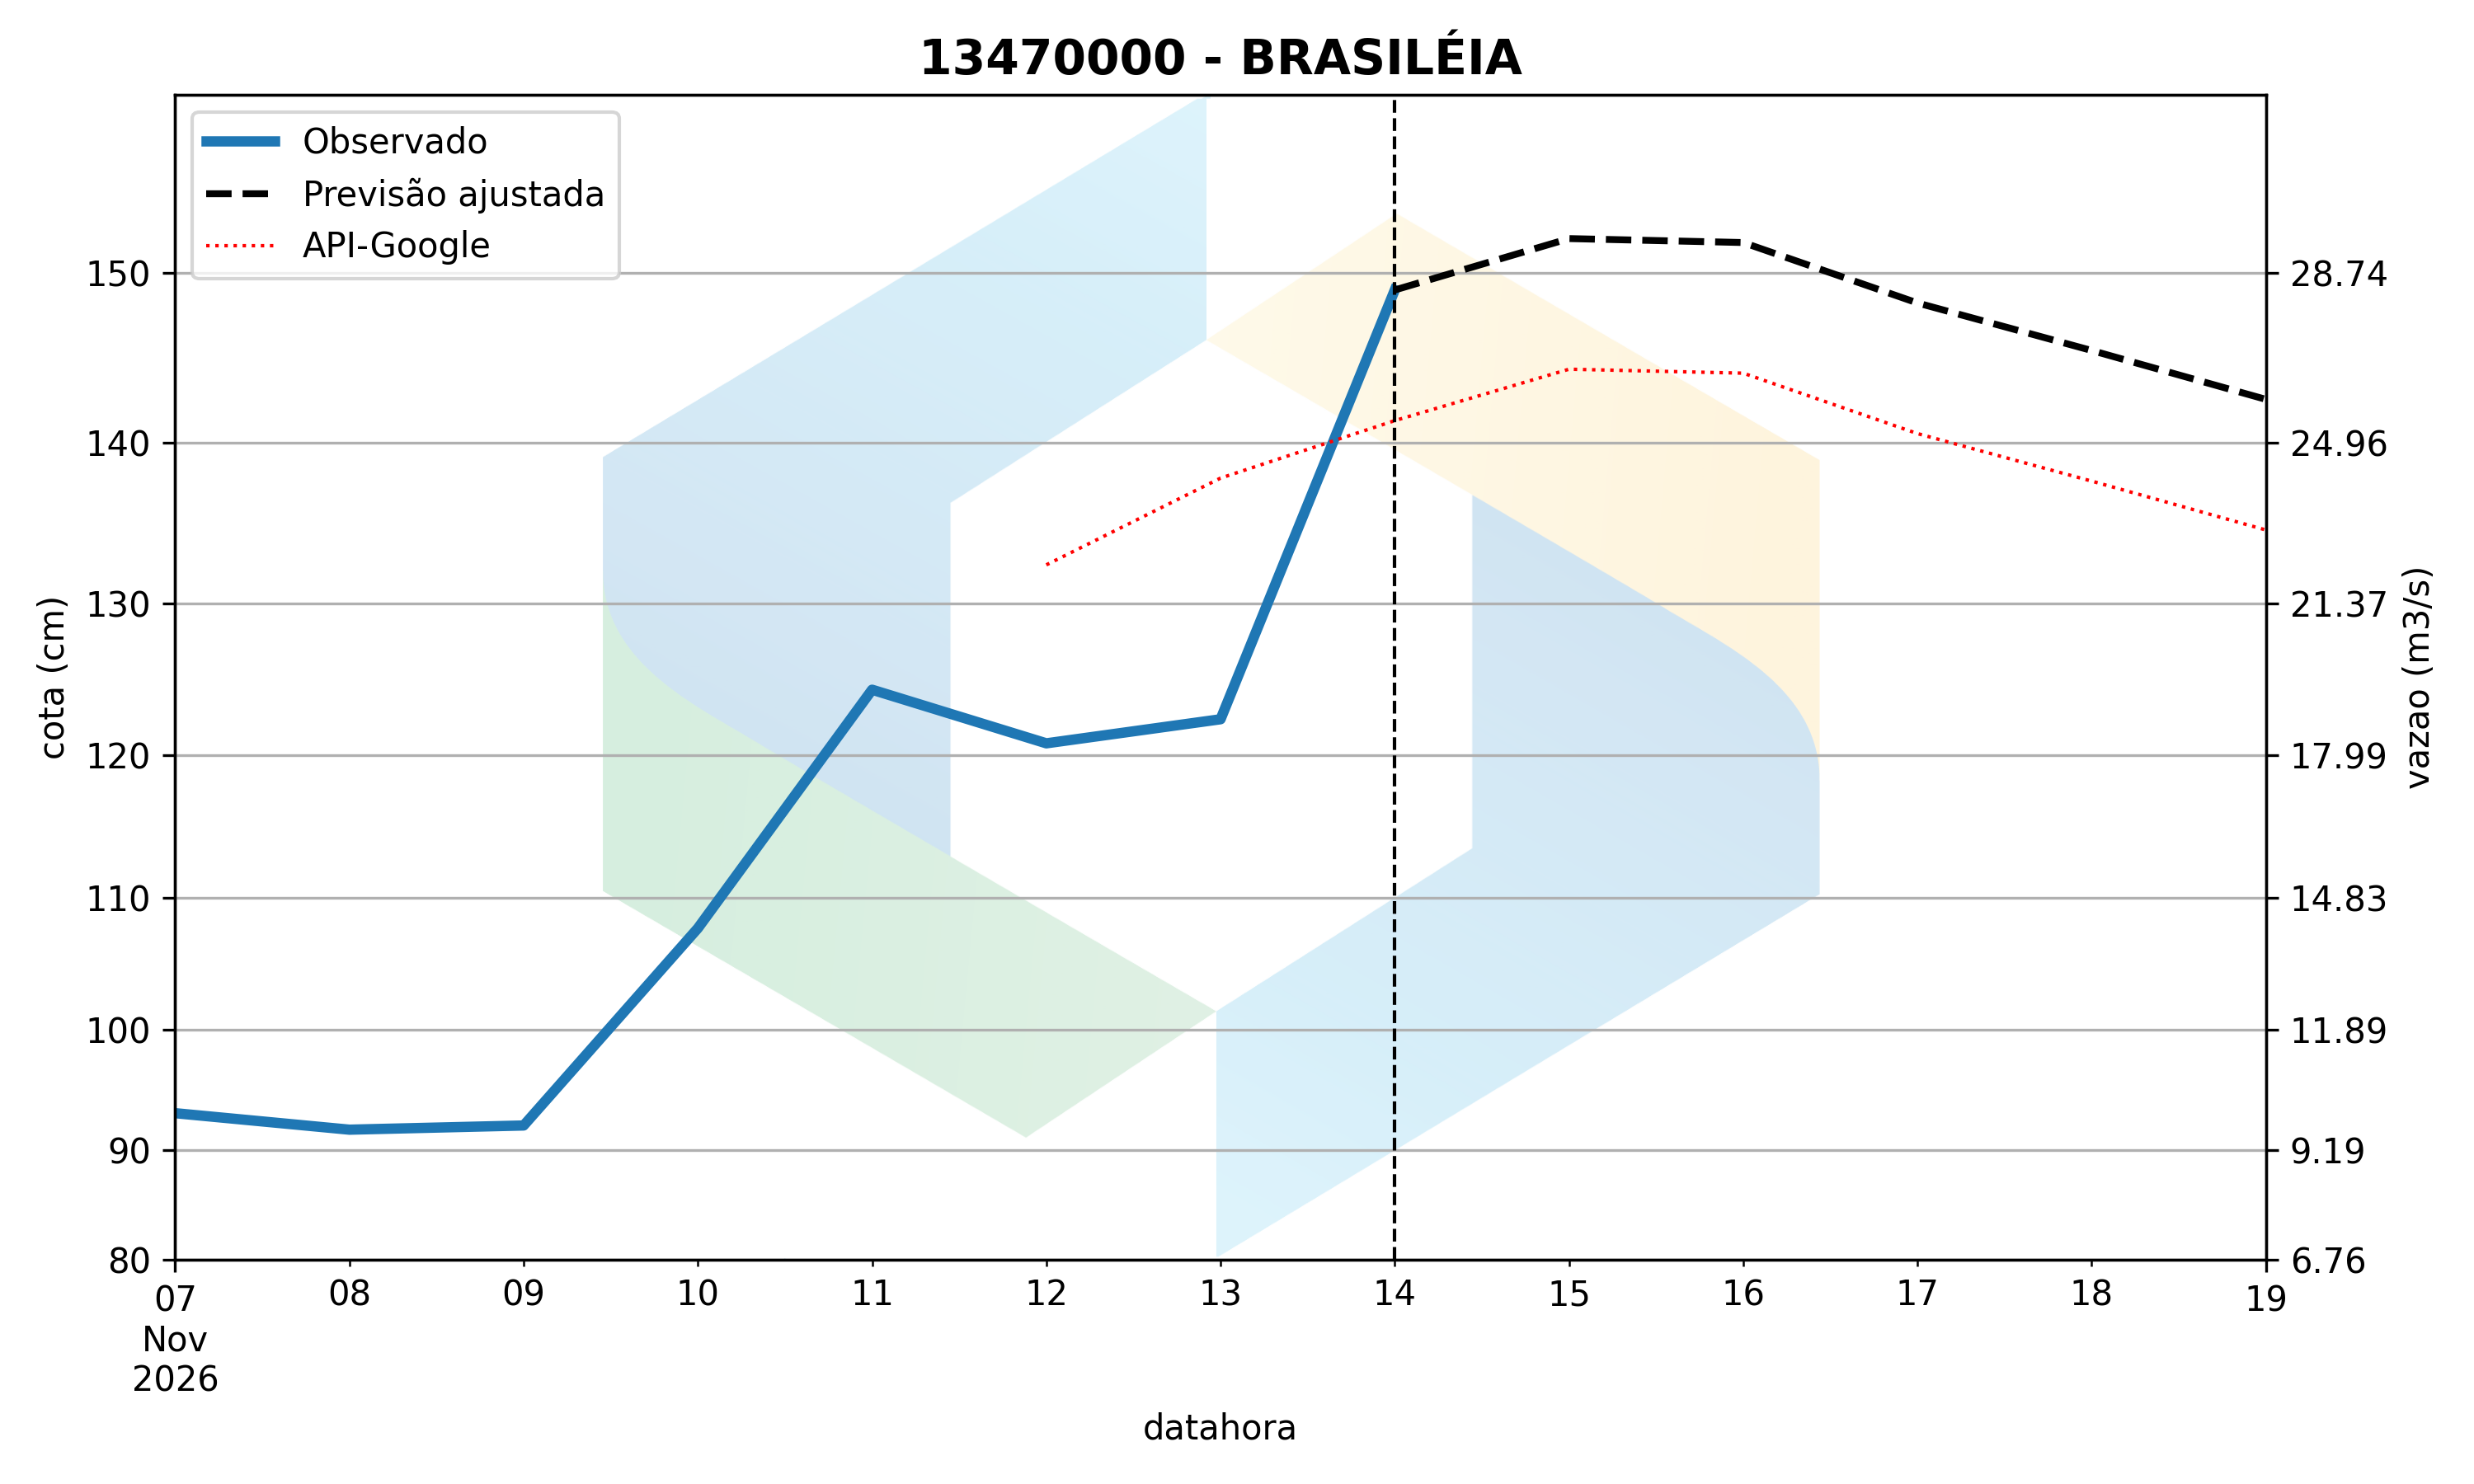 13470000 - BRASILÉIA
Observado
Previsão ajustada
API-Google
150
140
130
120
110
100
90
80
cota (cm)
28.74
24.96
21.37
17.99
14.83
11.89
9.19
6.76
vazao (m3/s)
07 08 09 10 11 12 13 14 15 16 17 18 19
Nov
2026
datahora